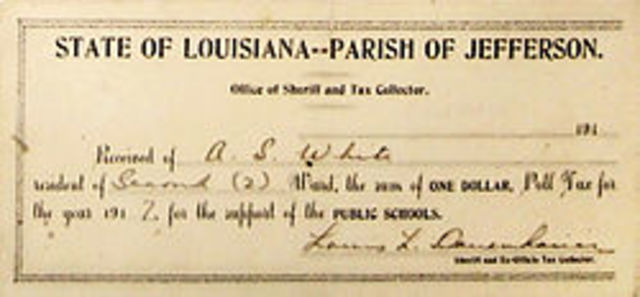 STATE OF LOUISIANA--PARISH OF JEFFERSON.
Office of Sheriff and Tax Collector.
191
Received of A. S. White
resident of Second (2) Ward, the sum of ONE DOLLAR, Poll Tax for
the year 191 7, for the support of the PUBLIC SCHOOLS.
Louis L.
Sheriff and Ex-Officio Tax Collector.